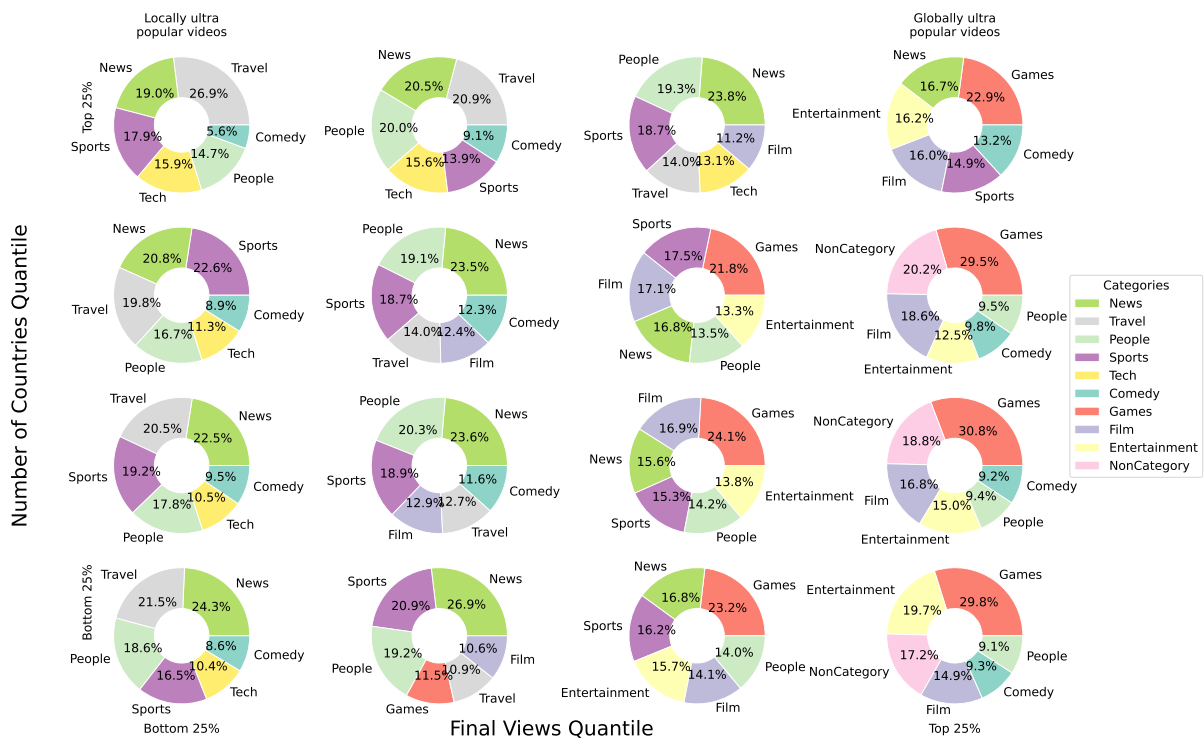 Locally ultra
popular videos
Globally ultra
popular videos
Number of Countries Quantile
Top 25%
News
19.0%
Travel
26.9%
Sports
17.9%
5.6%
Comedy
15.9%
14.7%
Tech
People
News
20.5%
Travel
20.9%
People
20.0%
9.1%
Comedy
15.6%
13.9%
Tech
Sports
People
19.3%
News
23.8%
Sports
18.7%
11.2%
Film
14.0%
13.1%
Travel
Tech
News
16.7%
Games
22.9%
Entertainment
16.2%
13.2%
Comedy
16.0%
14.9%
Film
Sports
News
20.8%
Sports
22.6%
Travel
19.8%
8.9%
Comedy
16.7%
11.3%
People
Tech
People
19.1%
News
23.5%
Sports
18.7%
12.3%
Comedy
14.0%
12.4%
Travel
Film
Sports
17.5%
Games
21.8%
Film
17.1%
13.3%
Entertainment
16.8%
13.5%
News
People
NonCategory
20.2%
Games
29.5%
18.6%
9.5%
People
Film
12.5%
9.8%
Comedy
Entertainment
Categories
News
Travel
People
Sports
Tech
Comedy
Games
Film
Entertainment
NonCategory
Travel
20.5%
News
22.5%
Sports
19.2%
9.5%
Comedy
17.8%
10.5%
People
Tech
People
20.3%
News
23.6%
Sports
18.9%
11.6%
Comedy
12.9%
12.7%
Film
Travel
Film
16.9%
Games
24.1%
News
15.6%
13.8%
Entertainment
15.3%
14.2%
Sports
People
NonCategory
18.8%
Games
30.8%
16.8%
9.2%
Comedy
Film
15.0%
9.4%
People
Entertainment
Bottom 25%
Travel
21.5%
News
24.3%
People
18.6%
8.6%
Comedy
16.5%
10.4%
Sports
Tech
Sports
20.9%
News
26.9%
People
19.2%
10.6%
Film
11.5%
10.9%
Games
Travel
News
16.8%
Games
23.2%
Sports
16.2%
14.0%
People
15.7%
14.1%
Entertainment
Film
Entertainment
19.7%
Games
29.8%
NonCategory
17.2%
9.1%
People
14.9%
9.3%
Film
Comedy
Bottom 25%
Final Views Quantile
Top 25%